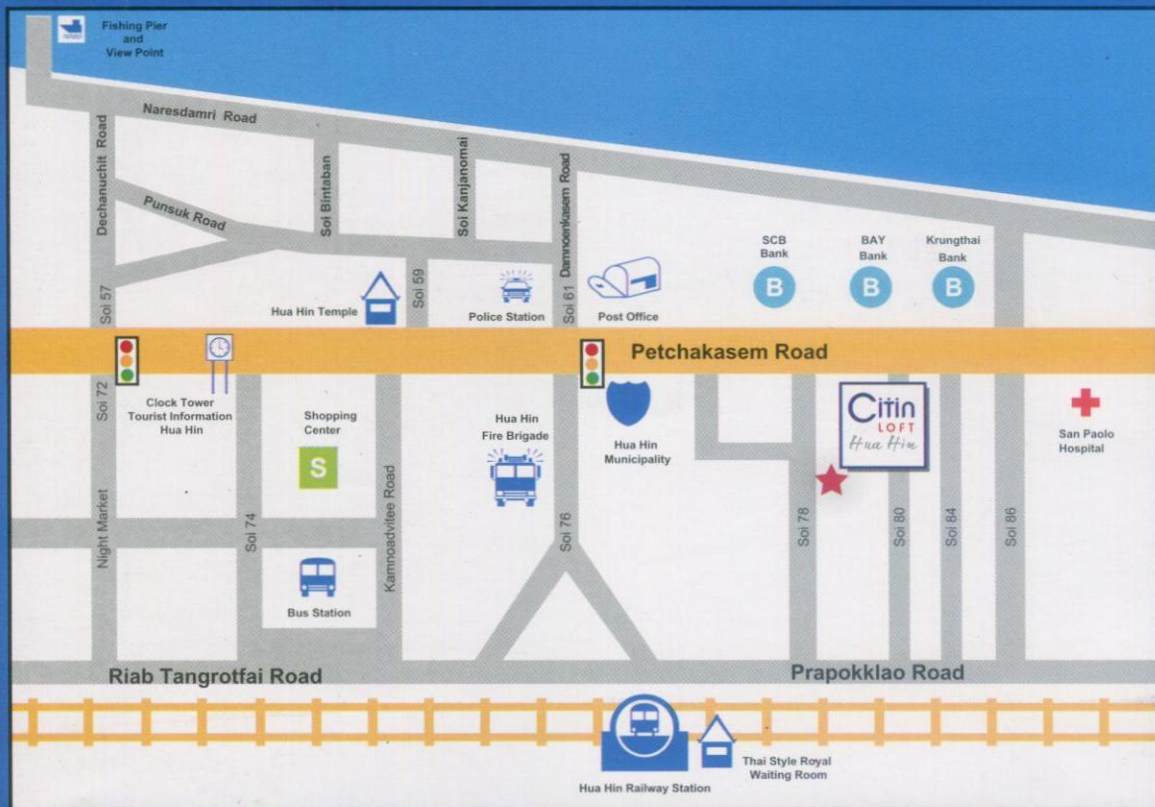 Fishing Pier
and
View Point
Naresdamri Road
Dechanuchit Road
Punsuk Road
Soi Bintaban
Soi Kanjanomai
Damnoenkasem Road
Soi 57
Soi 59
Soi 61
Hua Hin Temple
Police Station
Post Office
SCB
Bank
B
BAY
Bank
B
Krungthai
Bank
B
Petchakasem Road
Soi 72
Clock Tower
Tourist Information
Hua Hin
Shopping
Center
S
Hua Hin
Fire Brigade
Hua Hin
Municipality
Citin
LOFT
Hua Hin
San Paolo
Hospital
Night Market
Soi 74
Kamnoadvitee Road
Soi 76
Soi 78
Soi 80
Soi 84
Soi 86
Bus Station
Riab Tangrotfai Road
Prapokklao Road
Hua Hin Railway Station
Thai Style Royal
Waiting Room